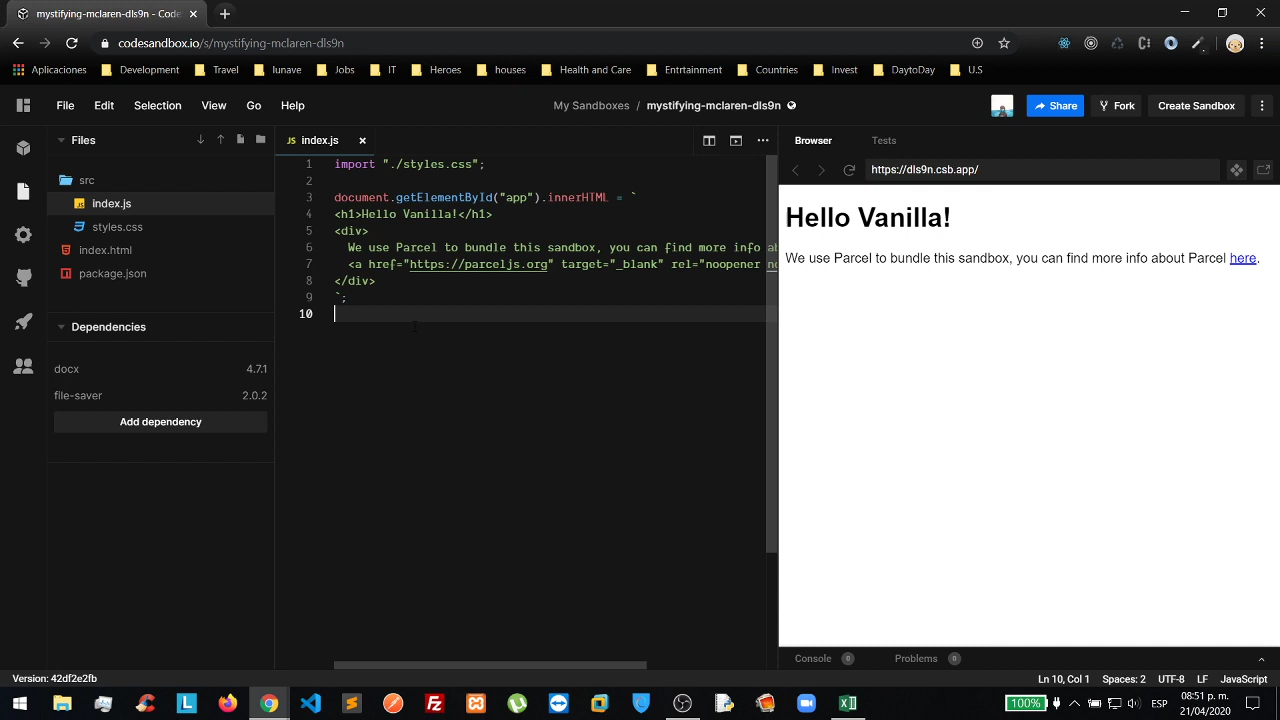 mystifying-mclaren-dls9n - Code
codesandbox.io/s/mystifying-mclaren-dls9n
Aplicaciones Development Travel lunave Jobs IT Heroes houses Health and Care Entrtainment Countries Invest DaytoDay U.S
File Edit Selection View Go Help My Sandboxes / mystifying-mclaren-dls9n Share Fork Create Sandbox
Files
src
index.js
styles.css
index.html
package.json
Dependencies
docx 4.7.1
file-saver 2.0.2
Add dependency
JS index.js
1 import "./styles.css";
2
3 document.getElementById("app").innerHTML = `
4 <h1>Hello Vanilla!</h1>
5 <div>
6 We use Parcel to bundle this sandbox, you can find more info ab
7 <a href="https://parceljs.org" target="_blank" rel="noopener no
8 </div>
9 `;
10
Browser Tests
https://dls9n.csb.app/
Hello Vanilla!
We use Parcel to bundle this sandbox, you can find more info about Parcel here.
Console 0 Problems 0
Version: 42df2e2fb Ln 10, Col 1 Spaces: 2 UTF-8 LF JavaScript
100% ESP 08:51 p. m.
21/04/2020